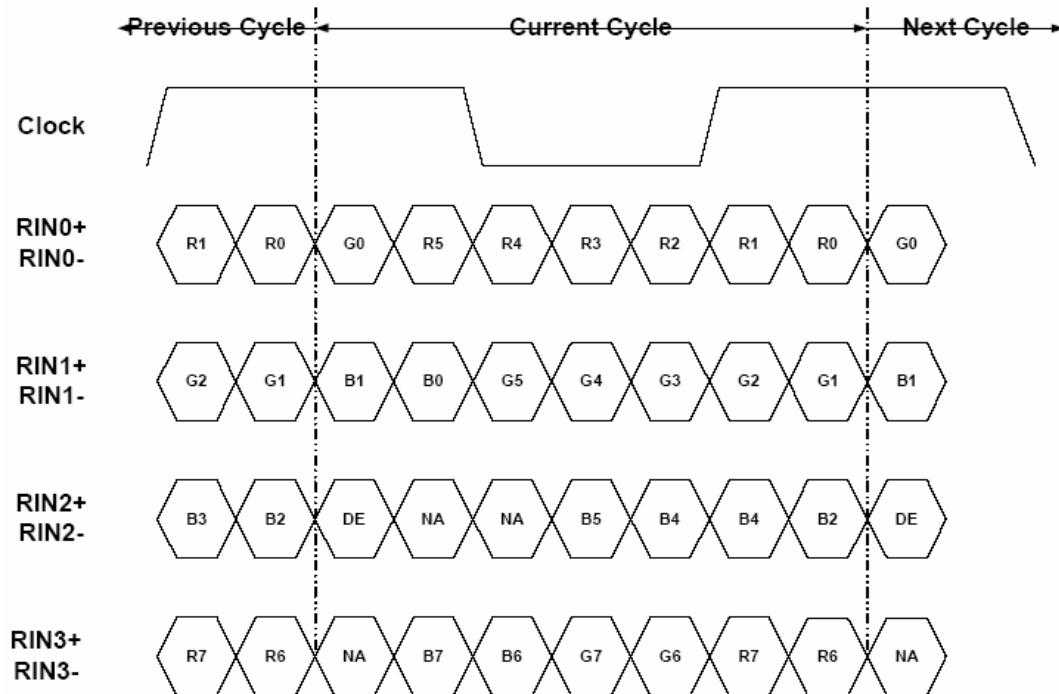 Previous Cycle Current Cycle Next Cycle
Clock
RIN0+
RIN0-
R1 R0 G0 R5 R4 R3 R2 R1 R0 G0
RIN1+
RIN1-
G2 G1 B1 B0 G5 G4 G3 G2 G1 B1
RIN2+
RIN2-
B3 B2 DE NA NA B5 B4 B4 B2 DE
RIN3+
RIN3-
R7 R6 NA B7 B6 G7 G6 R7 R6 NA